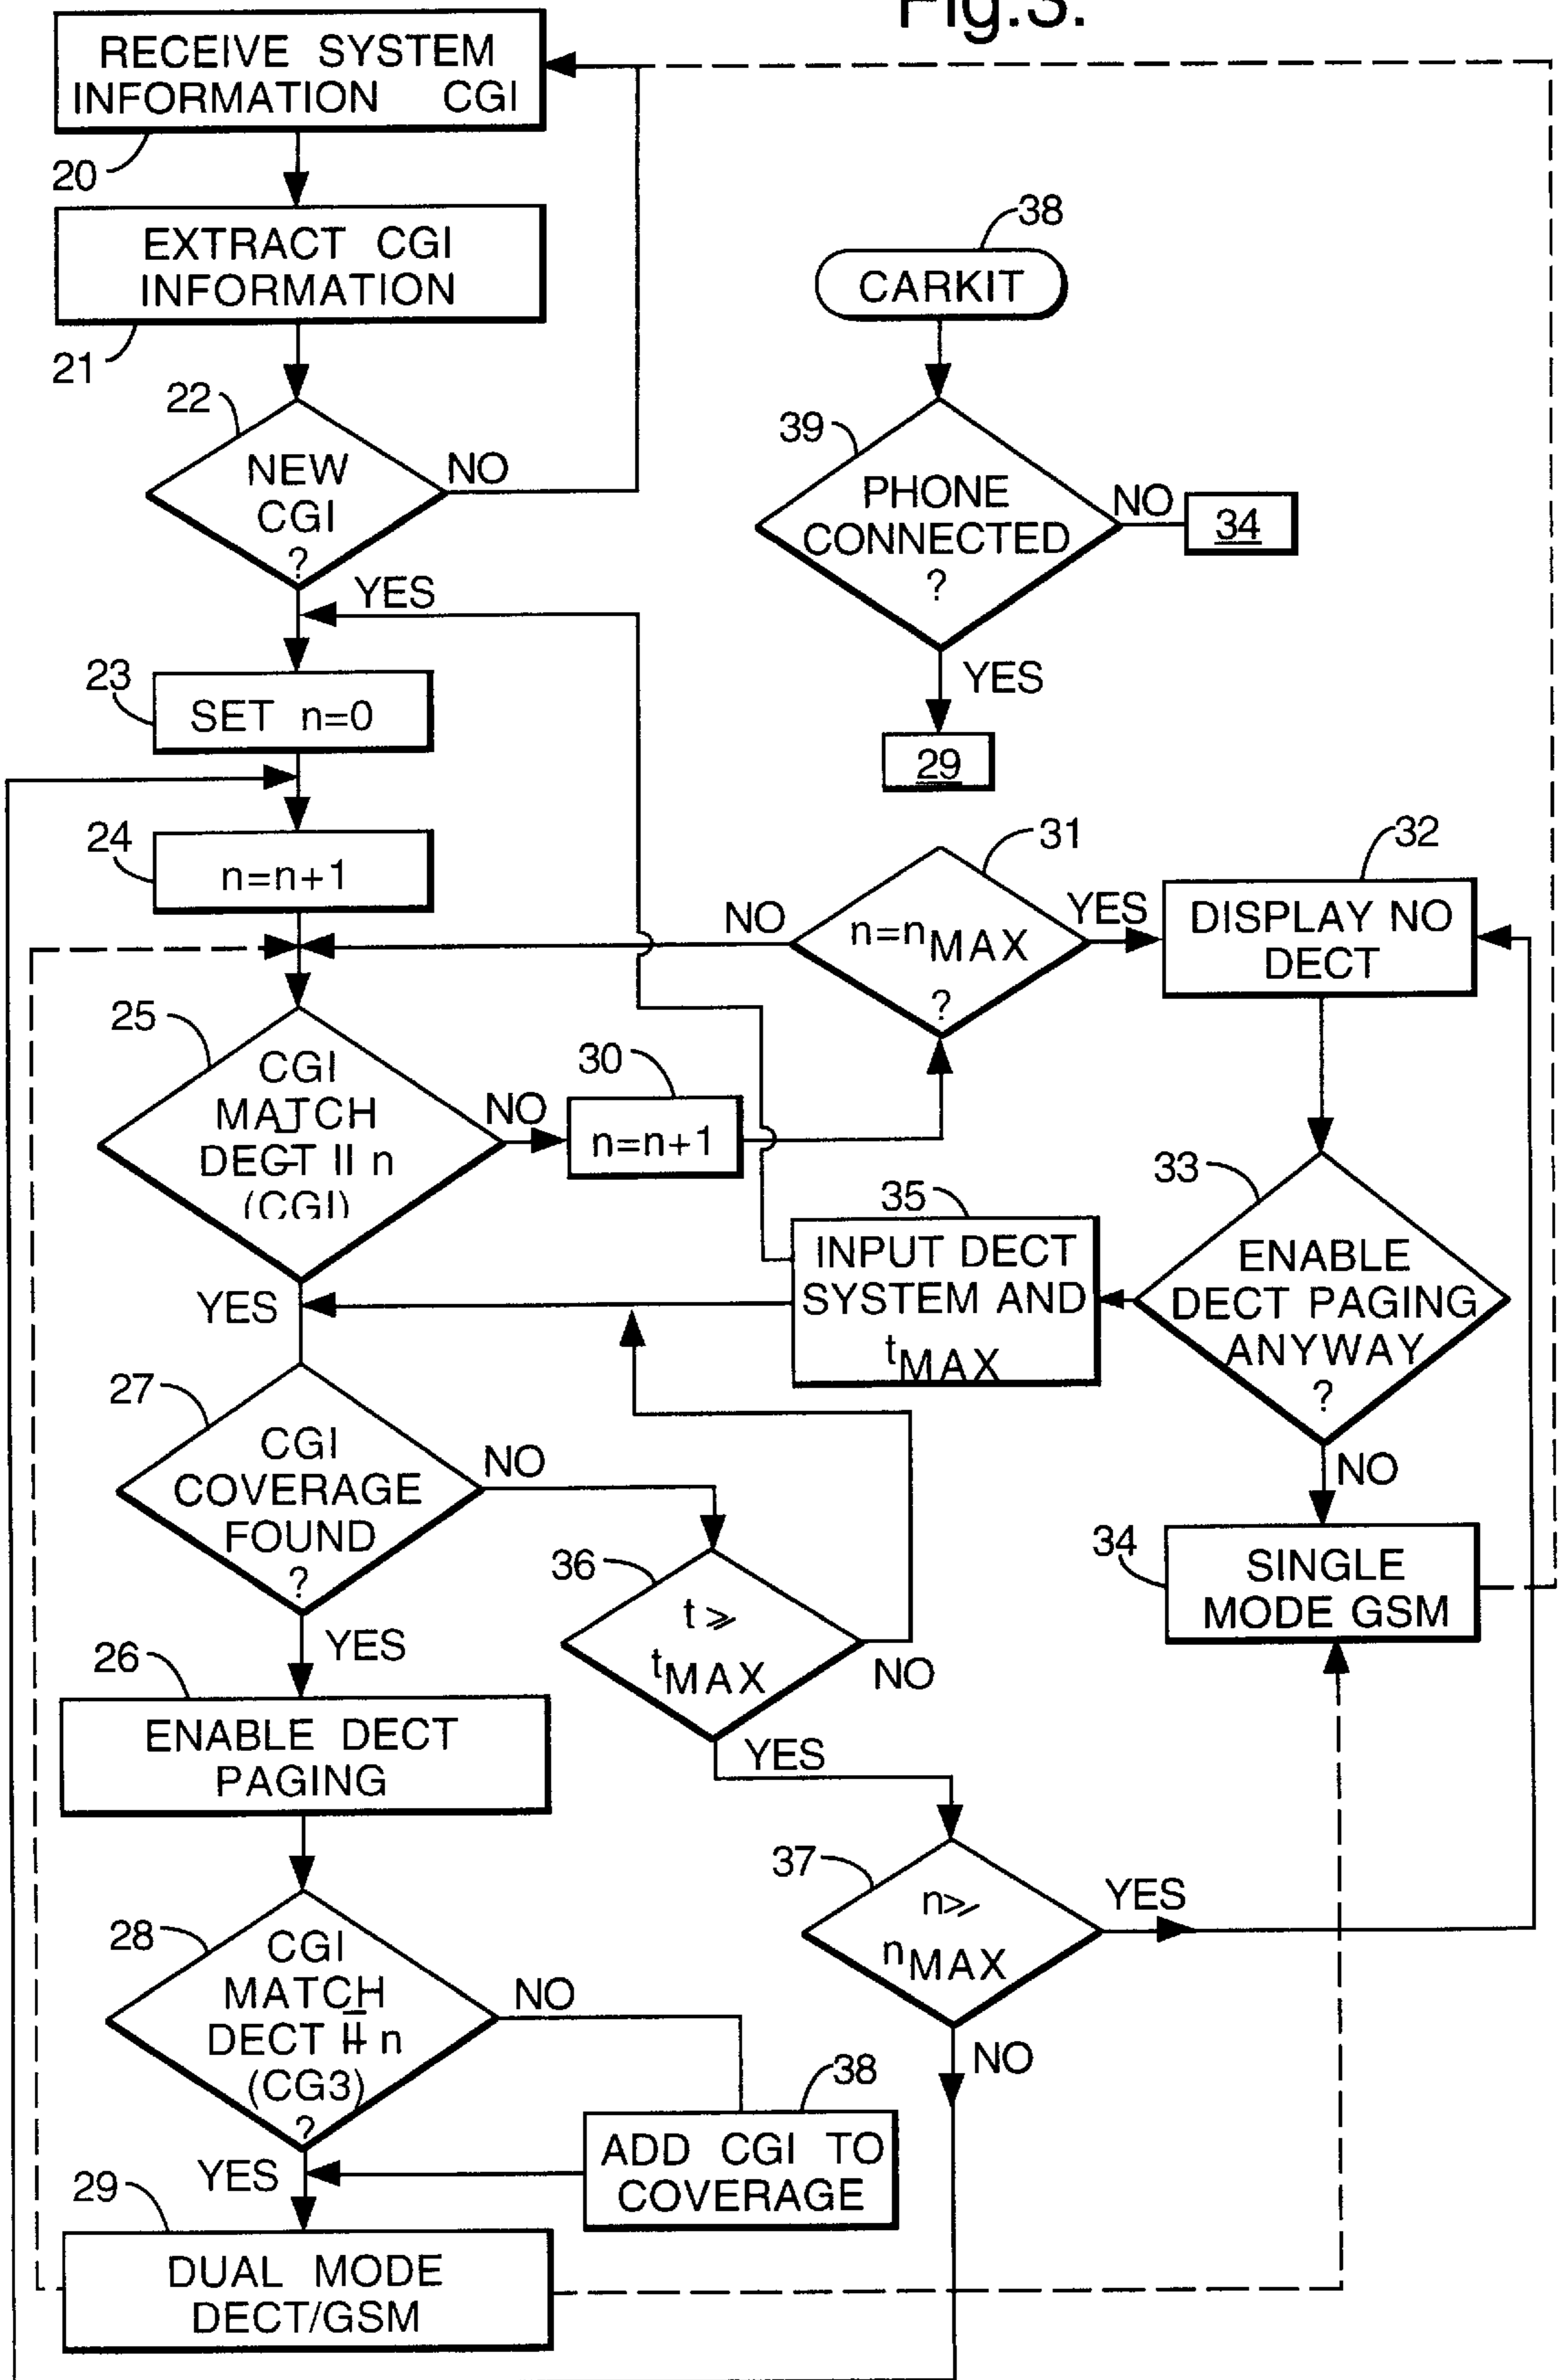 Fig.3.
RECEIVE SYSTEM
INFORMATION CGI
20
EXTRACT CGI
INFORMATION
21
22
NEW
CGI
?
NO
YES
38
CARKIT
39
PHONE
CONNECTED
?
NO
34
YES
29
23
SET n=0
24
n=n+1
31
n=nMAX
?
NO
YES
32
DISPLAY NO
DECT
25
CGI
MATCH
DECT II n
(CGI)
NO
YES
30
n=n+1
33
ENABLE
DECT PAGING
ANYWAY
?
NO
35
INPUT DECT
SYSTEM AND
tMAX
27
CGI
COVERAGE
FOUND
?
NO
YES
36
t⩾
tMAX
NO
YES
34
SINGLE
MODE GSM
26
ENABLE DECT
PAGING
37
n⩾
nMAX
YES
NO
28
CGI
MATCH
DECT II n
(CG3)
?
NO
YES
38
ADD CGI TO
COVERAGE
29
DUAL MODE
DECT/GSM